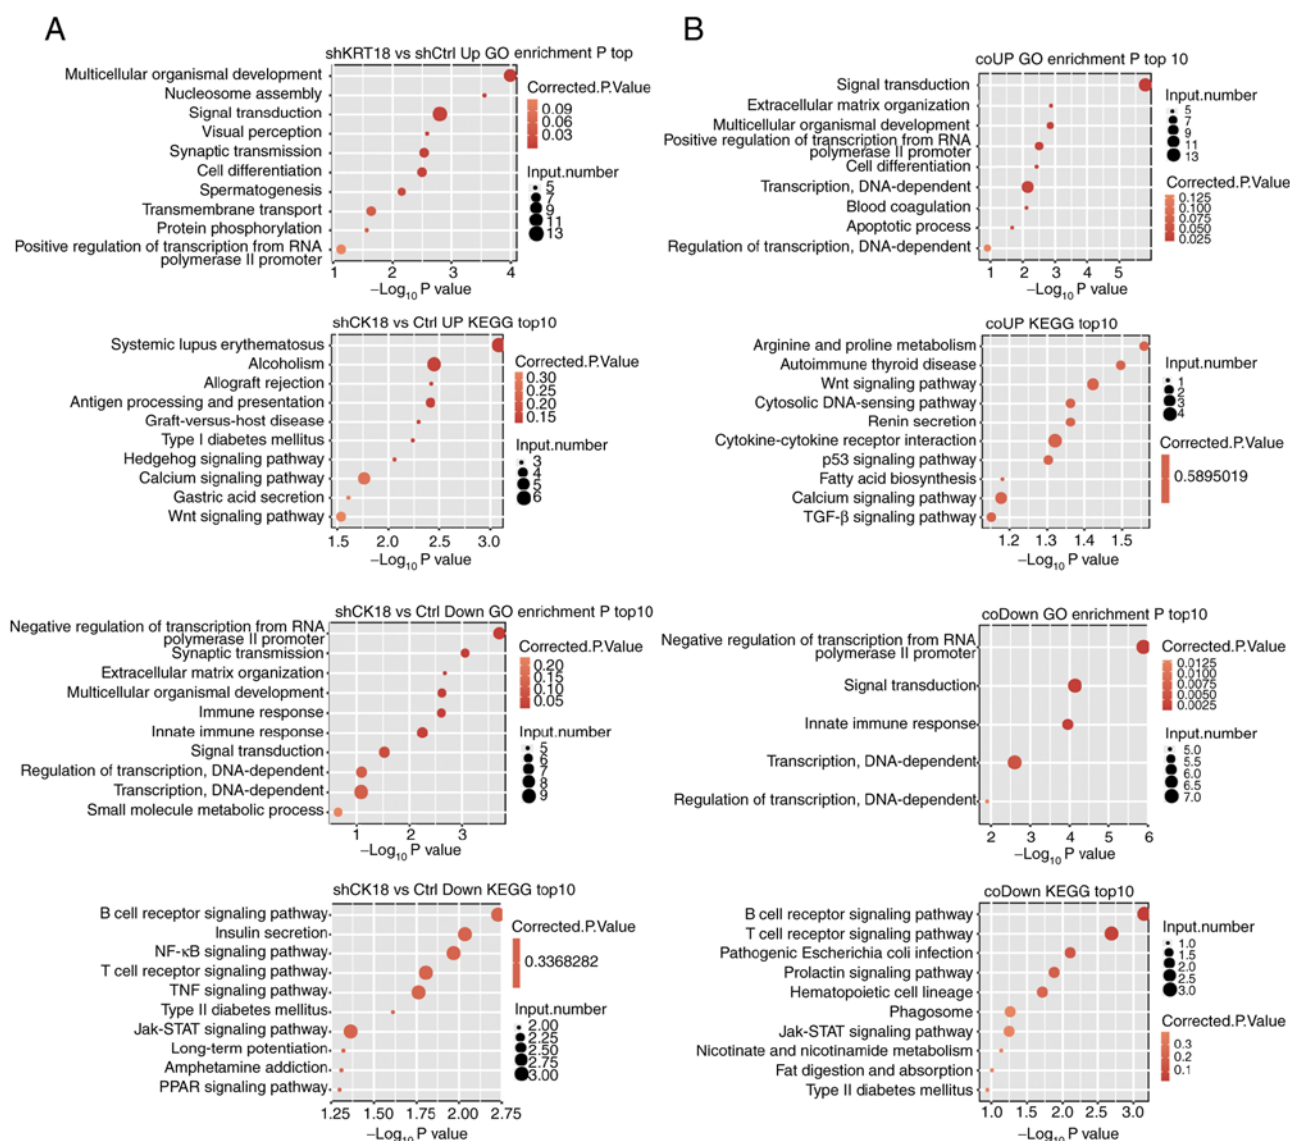 A
shKRT18 vs shCtrl Up GO enrichment P top
Multicellular organismal development
Nucleosome assembly
Signal transduction
Visual perception
Synaptic transmission
Cell differentiation
Spermatogenesis
Transmembrane transport
Protein phosphorylation
Positive regulation of transcription from RNA
polymerase II promoter
1 2 3 4
–Log10 P value
Corrected.P.Value
0.09
0.06
0.03
Input.number
5
7
9
11
13
shCK18 vs Ctrl UP KEGG top10
Systemic lupus erythematosus
Alcoholism
Allograft rejection
Antigen processing and presentation
Graft-versus-host disease
Type I diabetes mellitus
Hedgehog signaling pathway
Calcium signaling pathway
Gastric acid secretion
Wnt signaling pathway
1.5 2.0 2.5 3.0
–Log10 P value
Corrected.P.Value
0.30
0.25
0.20
0.15
Input.number
3
4
5
6
shCK18 vs Ctrl Down GO enrichment P top10
Negative regulation of transcription from RNA
polymerase II promoter
Synaptic transmission
Extracellular matrix organization
Multicellular organismal development
Immune response
Innate immune response
Signal transduction
Regulation of transcription, DNA-dependent
Transcription, DNA-dependent
Small molecule metabolic process
1 2 3
–Log10 P value
Corrected.P.Value
0.20
0.15
0.10
0.05
Input.number
5
6
7
8
9
shCK18 vs Ctrl Down KEGG top10
B cell receptor signaling pathway
Insulin secretion
NF-κB signaling pathway
T cell receptor signaling pathway
TNF signaling pathway
Type II diabetes mellitus
Jak-STAT signaling pathway
Long-term potentiation
Amphetamine addiction
PPAR signaling pathway
1.25 1.50 1.75 2.00 2.75
–Log10 P value
Corrected.P.Value
0.3368282
Input.number
2.00
2.25
2.50
2.75
3.00
B
coUP GO enrichment P top 10
Signal transduction
Extracellular matrix organization
Multicellular organismal development
Positive regulation of transcription from RNA
polymerase II promoter
Cell differentiation
Transcription, DNA-dependent
Blood coagulation
Apoptotic process
Regulation of transcription, DNA-dependent
1 2 3 4 5
–Log10 P value
Input.number
5
7
9
11
13
Corrected.P.Value
0.125
0.100
0.075
0.050
0.025
coUP KEGG top10
Arginine and proline metabolism
Autoimmune thyroid disease
Wnt signaling pathway
Cytosolic DNA-sensing pathway
Renin secretion
Cytokine-cytokine receptor interaction
p53 signaling pathway
Fatty acid biosynthesis
Calcium signaling pathway
TGF-β signaling pathway
1.2 1.3 1.4 1.5
–Log10 P value
Input.number
1
2
3
4
Corrected.P.Value
0.5895019
coDown GO enrichment P top10
Negative regulation of transcription from RNA
polymerase II promoter
Signal transduction
Innate immune response
Transcription, DNA-dependent
Regulation of transcription, DNA-dependent
2 3 4 5 6
–Log10 P value
Corrected.P.Value
0.0125
0.0100
0.0075
0.0050
0.0025
Input.number
5.0
5.5
6.0
6.5
7.0
coDown KEGG top10
B cell receptor signaling pathway
T cell receptor signaling pathway
Pathogenic Escherichia coli infection
Prolactin signaling pathway
Hematopoietic cell lineage
Phagosome
Jak-STAT signaling pathway
Nicotinate and nicotinamide metabolism
Fat digestion and absorption
Type II diabetes mellitus
1.0 1.5 2.0 2.5 3.0
–Log10 P value
Input.number
1.0
1.5
2.0
2.5
3.0
Corrected.P.Value
0.3
0.2
0.1